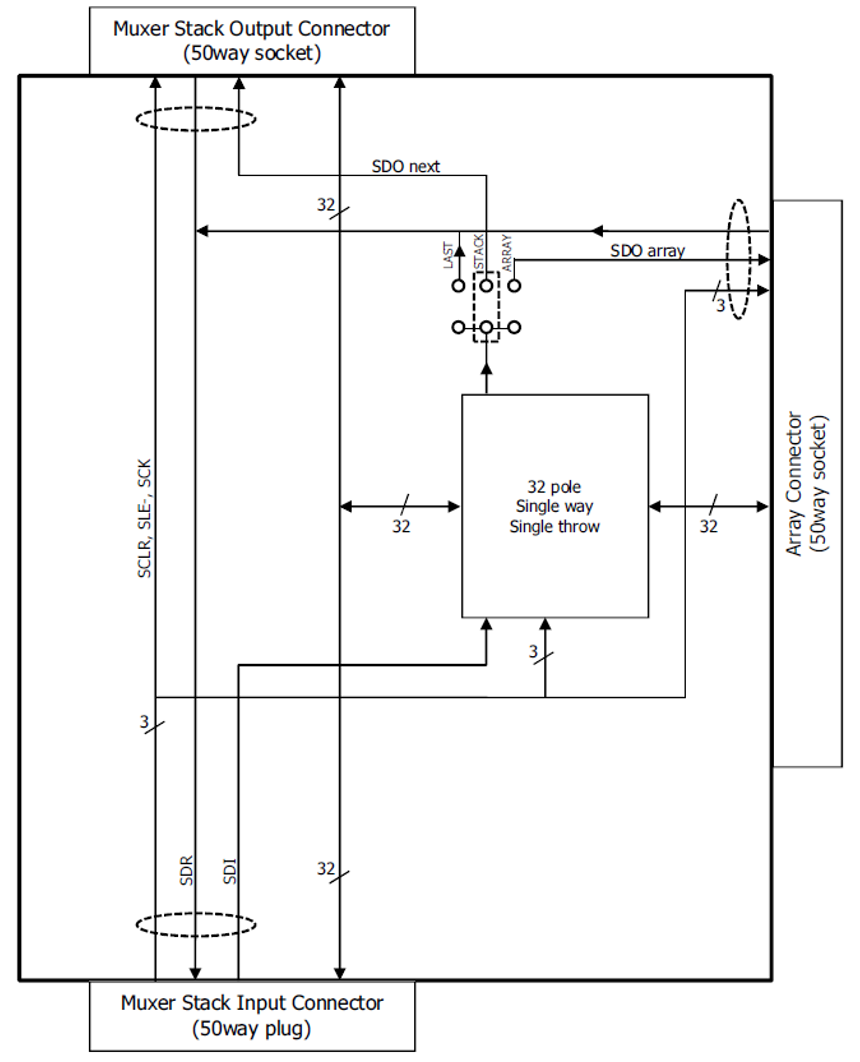 Muxer Stack Output Connector
(50way socket)
SDO next
32
LAST
STACK
ARRAY
SDO array
3
SCLR, SLE-, SCK
32 pole
Single way
Single throw
32
32
Array Connector
(50way socket)
3
3
SDR
SDI
32
Muxer Stack Input Connector
(50way plug)